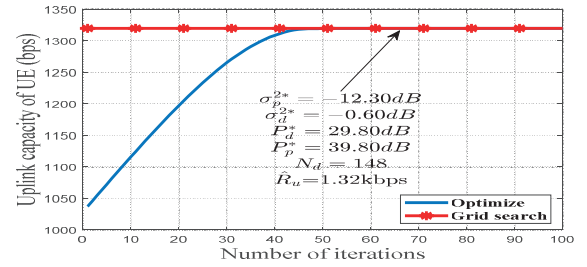 1350
1300
1250
1200
1150
1100
1050
1000
Uplink capacity of UE (bps)
σ_p^{2*} = −12.30dB
σ_d^{2*} = −0.60dB
P_d^* = 29.80dB
P_p^* = 39.80dB
N_d = 148
R̂_u=1.32kbps
Optimize
Grid search
0 10 20 30 40 50 60 70 80 90 100
Number of iterations